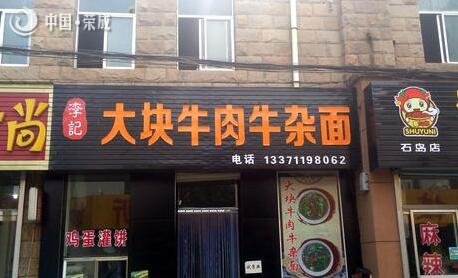 中国·荣成
尚
李記
大块牛肉牛杂面
电话 13371198062
SHUYUNI
石岛店
鸡蛋灌饼
大块牛肉牛杂面
麻辣